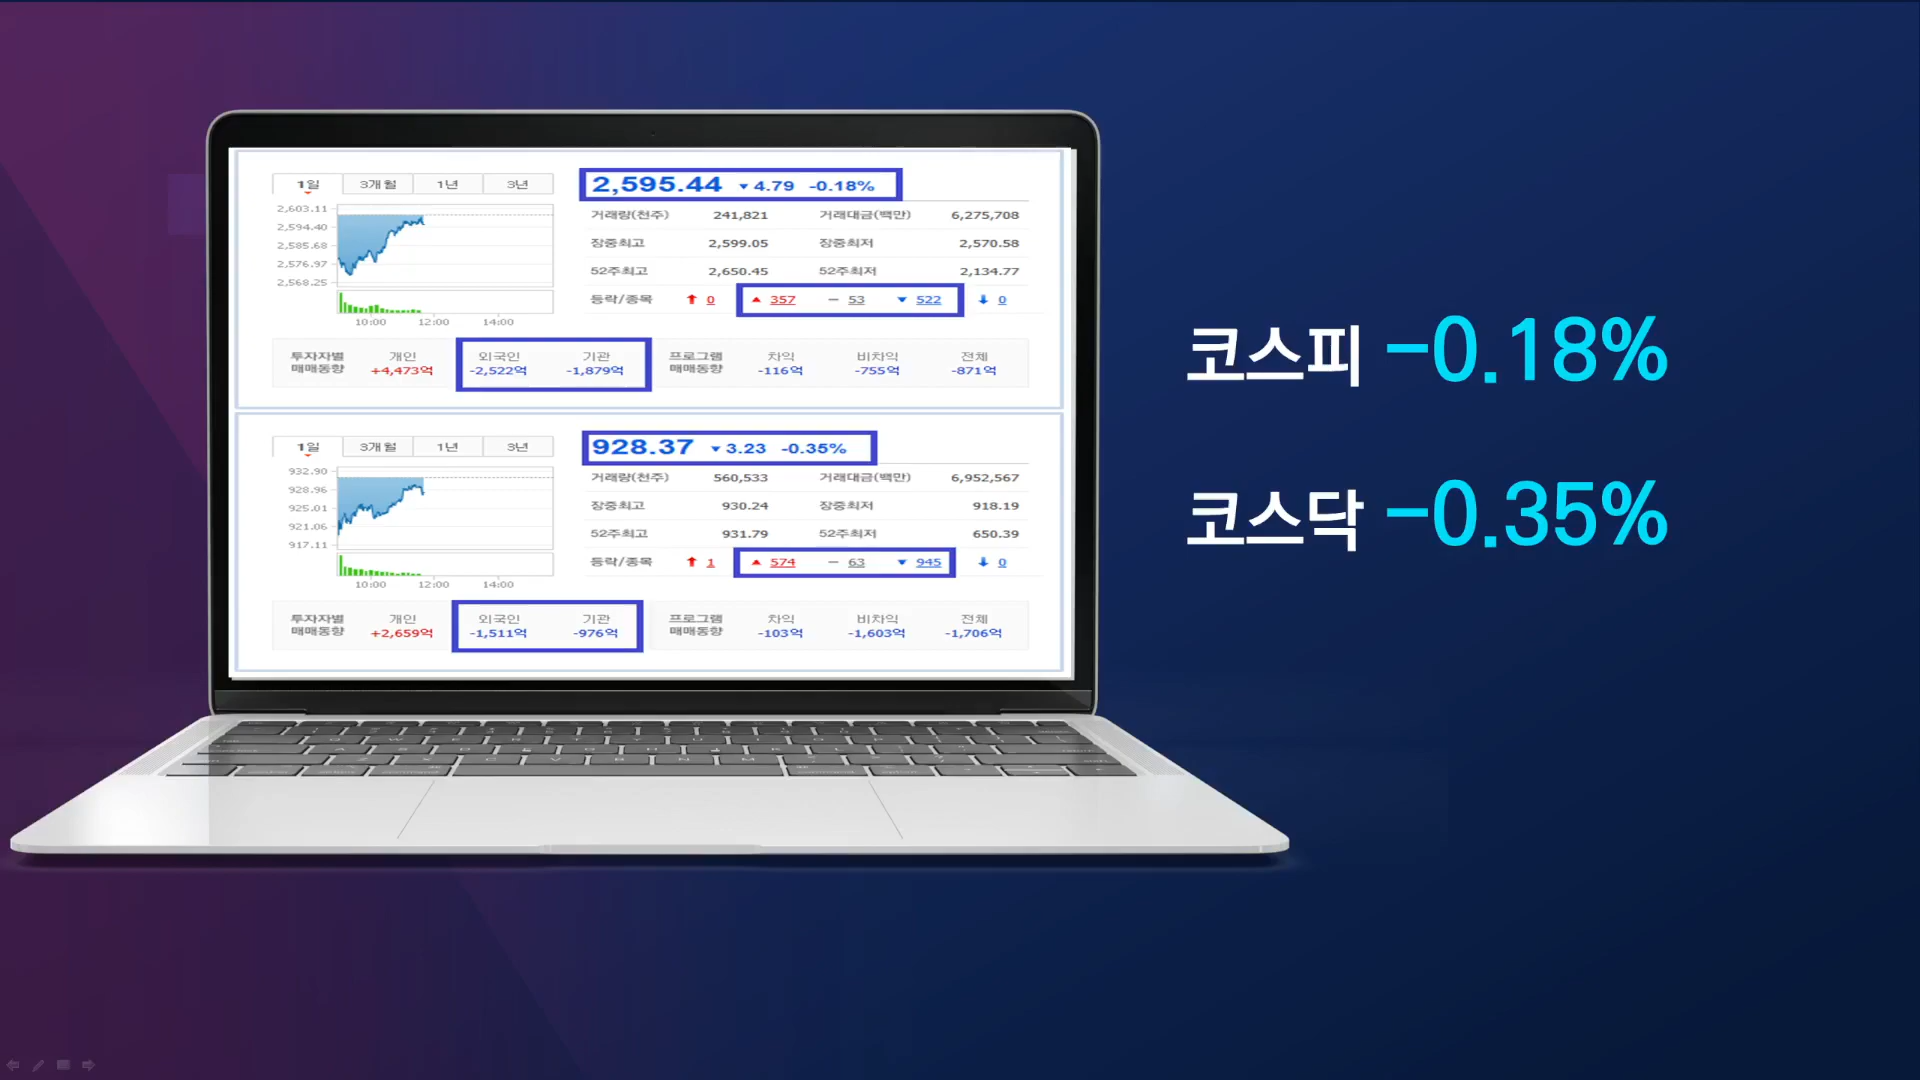 1일 3개월 1년 3년
2,603.11
2,594.40
2,585.68
2,576.97
2,568.25
10:00 12:00 14:00
2,595.44 ▼ 4.79 -0.18%
거래량(천주) 241,821 거래대금(백만) 6,275,708
장중최고 2,599.05 장중최저 2,570.58
52주최고 2,650.45 52주최저 2,134.77
등락/종목 ⬆ 0 ▲ 357 − 53 ▼ 522 ⬇ 0
투자자별 매매동향 개인 외국인 기관 프로그램 매매동향 차익 비차익 전체
+4,473억 -2,522억 -1,879억 -116억 -755억 -871억
1일 3개월 1년 3년
932.90
928.96
925.01
921.06
917.11
10:00 12:00 14:00
928.37 ▼ 3.23 -0.35%
거래량(천주) 560,533 거래대금(백만) 6,952,567
장중최고 930.24 장중최저 918.19
52주최고 931.79 52주최저 650.39
등락/종목 ⬆ 1 ▲ 574 − 63 ▼ 945 ⬇ 0
투자자별 매매동향 개인 외국인 기관 프로그램 매매동향 차익 비차익 전체
+2,659억 -1,511억 -976억 -103억 -1,603억 -1,706억
코스피 -0.18%
코스닥 -0.35%